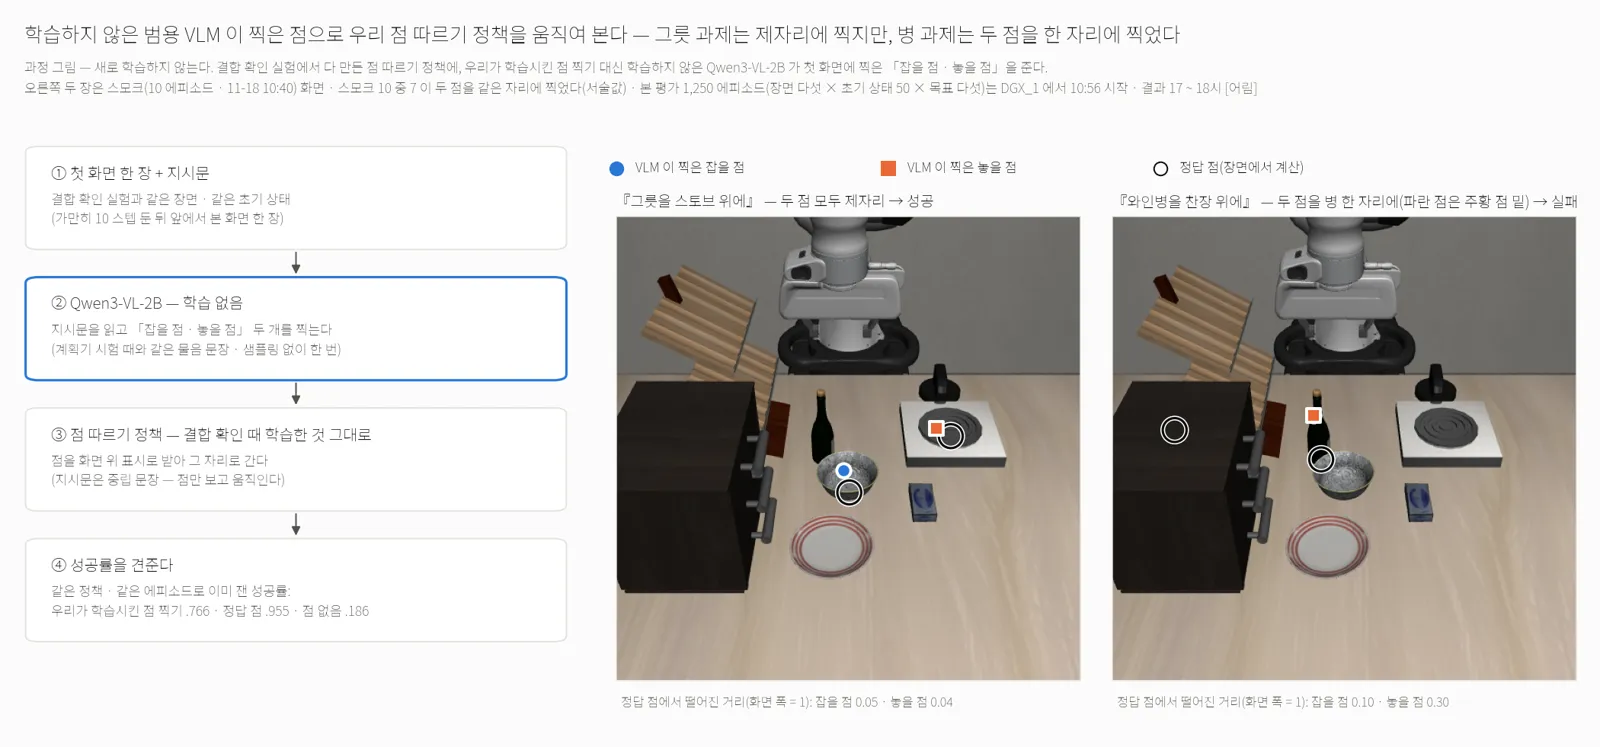 학습하지 않은 범용 VLM 이 찍은 점으로 우리 점 따르기 정책을 움직여 본다 — 그릇 과제는 제자리에 찍지만, 병 과제는 두 점을 한 자리에 찍었다
과정 그림 — 새로 학습하지 않는다. 결합 확인 실험에서 다 만든 점 따르기 정책에, 우리가 학습시킨 점 찍기 대신 학습하지 않은 Qwen3-VL-2B 가 첫 화면에 찍은 「잡을 점 · 놓을 점」을 준다.
오른쪽 두 장은 스모크(10 에피소드 · 11-18 10:40) 화면 · 스모크 10 중 7 이 두 점을 같은 자리에 찍었다(서술값) · 본 평가 1,250 에피소드(장면 다섯 × 초기 상태 50 × 목표 다섯)는 DGX_1 에서 10:56 시작 · 결과 17 ~ 18시 [어림]
① 첫 화면 한 장 + 지시문
결합 확인 실험과 같은 장면 · 같은 초기 상태
(가만히 10 스텝 둔 뒤 앞에서 본 화면 한 장)
② Qwen3-VL-2B — 학습 없음
지시문을 읽고 「잡을 점 · 놓을 점」 두 개를 찍는다
(계획기 시험 때와 같은 물음 문장 · 샘플링 없이 한 번)
③ 점 따르기 정책 — 결합 확인 때 학습한 것 그대로
점을 화면 위 표시로 받아 그 자리로 간다
(지시문은 중립 문장 — 점만 보고 움직인다)
④ 성공률을 견준다
같은 정책 · 같은 에피소드로 이미 잰 성공률:
우리가 학습시킨 점 찍기 .766 · 정답 점 .955 · 점 없음 .186
VLM 이 찍은 잡을 점
VLM 이 찍은 놓을 점
정답 점(장면에서 계산)
『그릇을 스토브 위에』 — 두 점 모두 제자리 → 성공
『와인병을 찬장 위에』 — 두 점을 병 한 자리에(파란 점은 주황 점 밑) → 실패
정답 점에서 떨어진 거리(화면 폭 = 1): 잡을 점 0.05 · 놓을 점 0.04
정답 점에서 떨어진 거리(화면 폭 = 1): 잡을 점 0.10 · 놓을 점 0.30